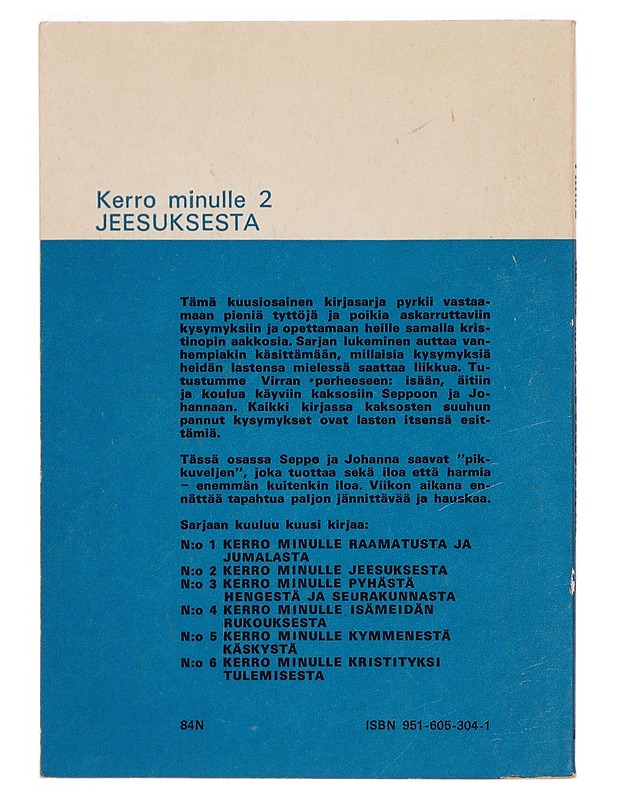 Kerro minulle 2
JEESUKSESTA
Tämä kuusiosainen kirjasarja pyrkii vastaa-
maan pieniä tyttöjä ja poikia askarruttaviin
kysymyksiin ja opettamaan heille samalla kris-
tinopin aakkosia. Sarjan lukeminen auttaa van-
hempiakin käsittämään, millaisia kysymyksiä
heidän lastensa mielessä saattaa liikkua. Tu-
tustumme Virran perheeseen: isään, äitiin
ja koulua käyviin kaksosiin Seppoon ja Jo-
hannaan. Kaikki kirjassa kaksosten suuhun
pannut kysymykset ovat lasten itsensä esit-
tämiä.
Tässä osassa Seppo ja Johanna saavat "pik-
kuveljen", joka tuottaa sekä iloa että harmia
– enemmän kuitenkin iloa. Viikon aikana en-
nättää tapahtua paljon jännittävää ja hauskaa.
Sarjaan kuuluu kuusi kirjaa:
N:o 1 KERRO MINULLE RAAMATUSTA JA
JUMALASTA
N:o 2 KERRO MINULLE JEESUKSESTA
N:o 3 KERRO MINULLE PYHÄSTÄ
HENGESTÄ JA SEURAKUNNASTA
N:o 4 KERRO MINULLE ISÄMEIDÄN
RUKOUKSESTA
N:o 5 KERRO MINULLE KYMMENESTÄ
KÄSKYSTÄ
N:o 6 KERRO MINULLE KRISTITYKSI
TULEMISESTA
84N ISBN 951-605-304-1